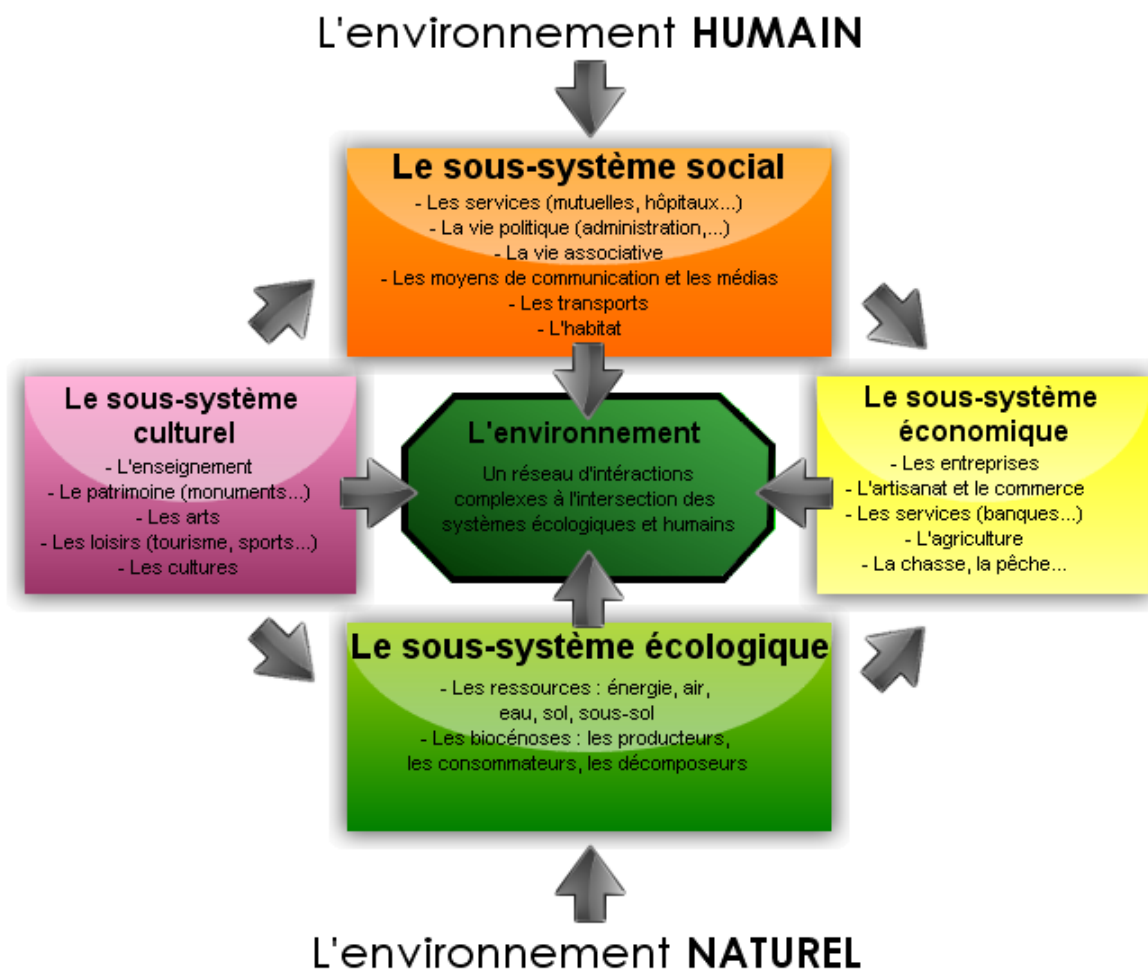 L'environnement HUMAIN
Le sous-système social
- Les services (mutuelles, hôpitaux...)
- La vie politique (administration,...)
- La vie associative
- Les moyens de communication et les médias
- Les transports
- L'habitat
Le sous-système
culturel
- L'enseignement
- Le patrimoine (monuments...)
- Les arts
- Les loisirs (tourisme, sports...)
- Les cultures
L'environnement
Un réseau d'intéractions
complexes à l'intersection des
systèmes écologiques et humains
Le sous-système
économique
- Les entreprises
- L'artisanat et le commerce
- Les services (banques...)
- L'agriculture
- La chasse, la pêche...
Le sous-système écologique
- Les ressources : énergie, air,
eau, sol, sous-sol
- Les biocénoses : les producteurs,
les consommateurs, les décomposeurs
L'environnement NATUREL